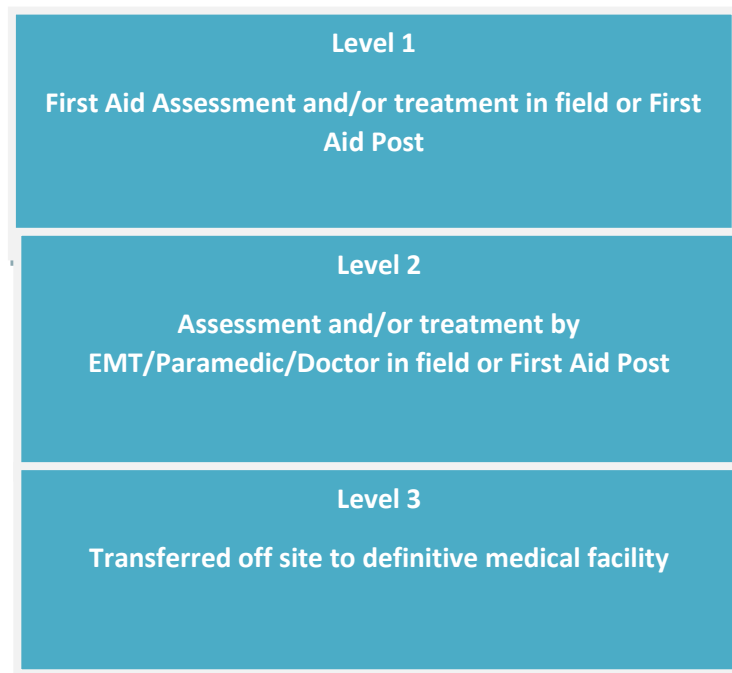 Level 1
First Aid Assessment and/or treatment in field or First
Aid Post
Level 2
Assessment and/or treatment by
EMT/Paramedic/Doctor in field or First Aid Post
Level 3
Transferred off site to definitive medical facility